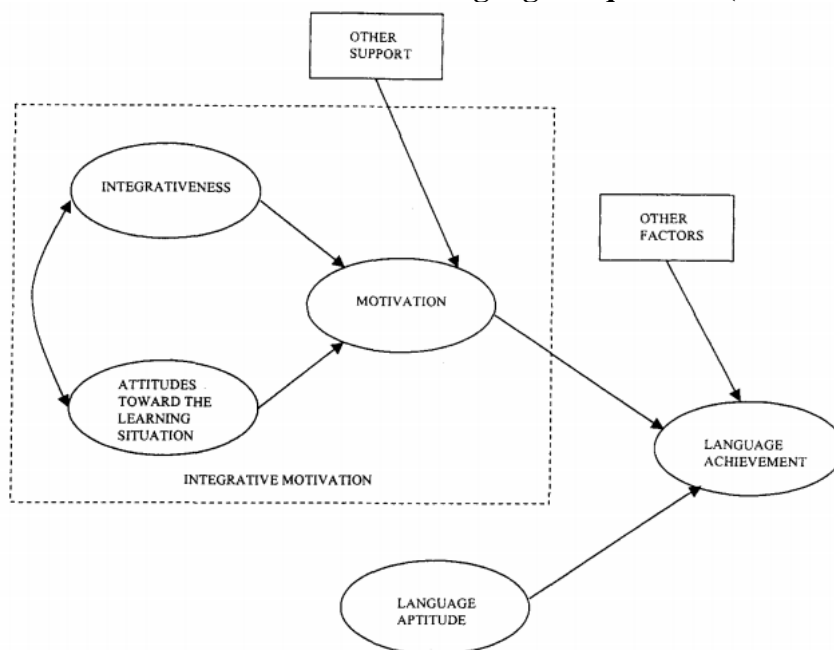 OTHER
SUPPORT
INTEGRATIVENESS
OTHER
FACTORS
MOTIVATION
ATTITUDES
TOWARD THE
LEARNING
SITUATION
LANGUAGE
ACHIEVEMENT
INTEGRATIVE MOTIVATION
LANGUAGE
APTITUDE